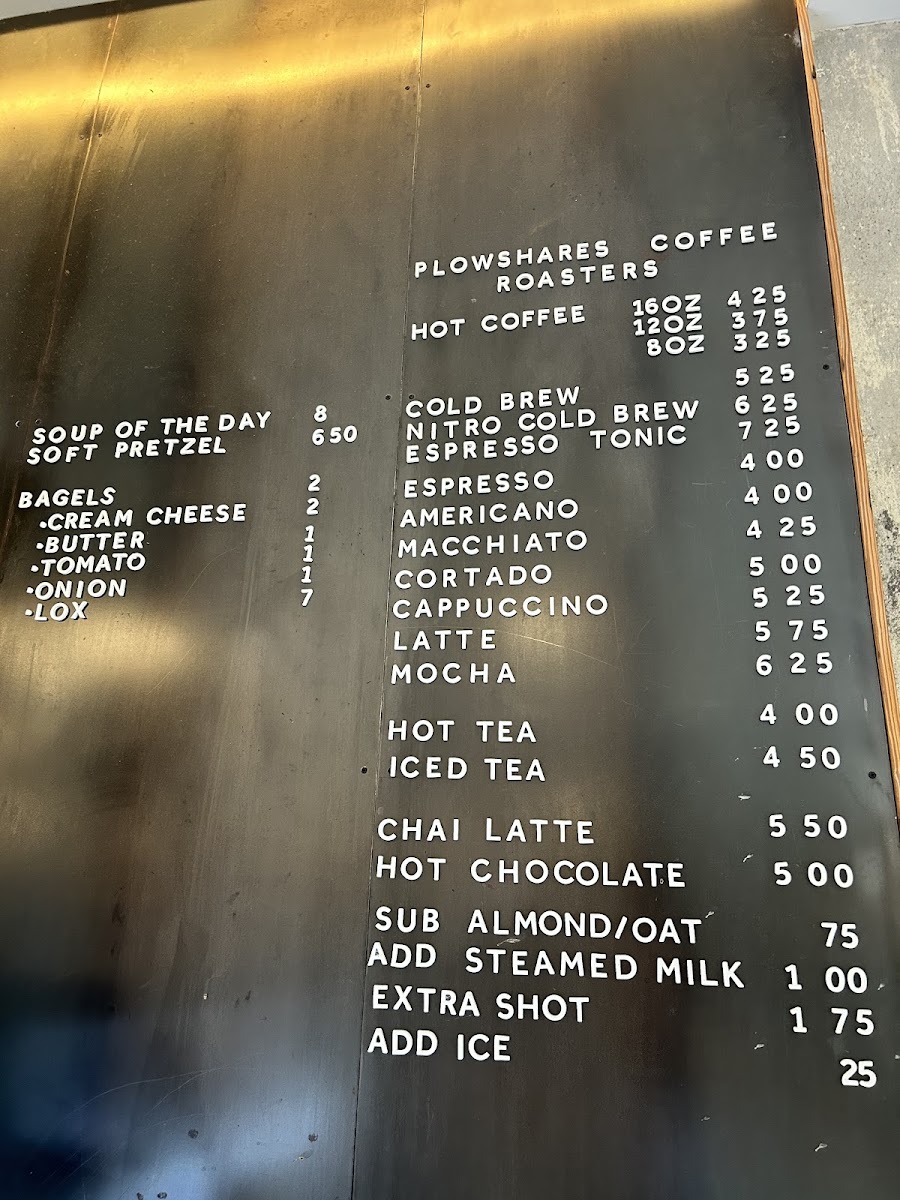 SOUP OF THE DAY 8
SOFT PRETZEL 6 50
BAGELS 2
•CREAM CHEESE 2
•BUTTER 1
•TOMATO 1
•ONION 1
•LOX 7
PLOWSHARES COFFEE
ROASTERS
HOT COFFEE 16OZ 4 25
12OZ 3 75
8OZ 3 25
COLD BREW 5 25
NITRO COLD BREW 6 25
ESPRESSO TONIC 7 25
ESPRESSO 4 00
AMERICANO 4 00
MACCHIATO 4 25
CORTADO 5 00
CAPPUCCINO 5 25
LATTE 5 75
MOCHA 6 25
HOT TEA 4 00
ICED TEA 4 50
CHAI LATTE 5 50
HOT CHOCOLATE 5 00
SUB ALMOND/OAT 75
ADD STEAMED MILK 1 00
EXTRA SHOT 1 75
ADD ICE 25